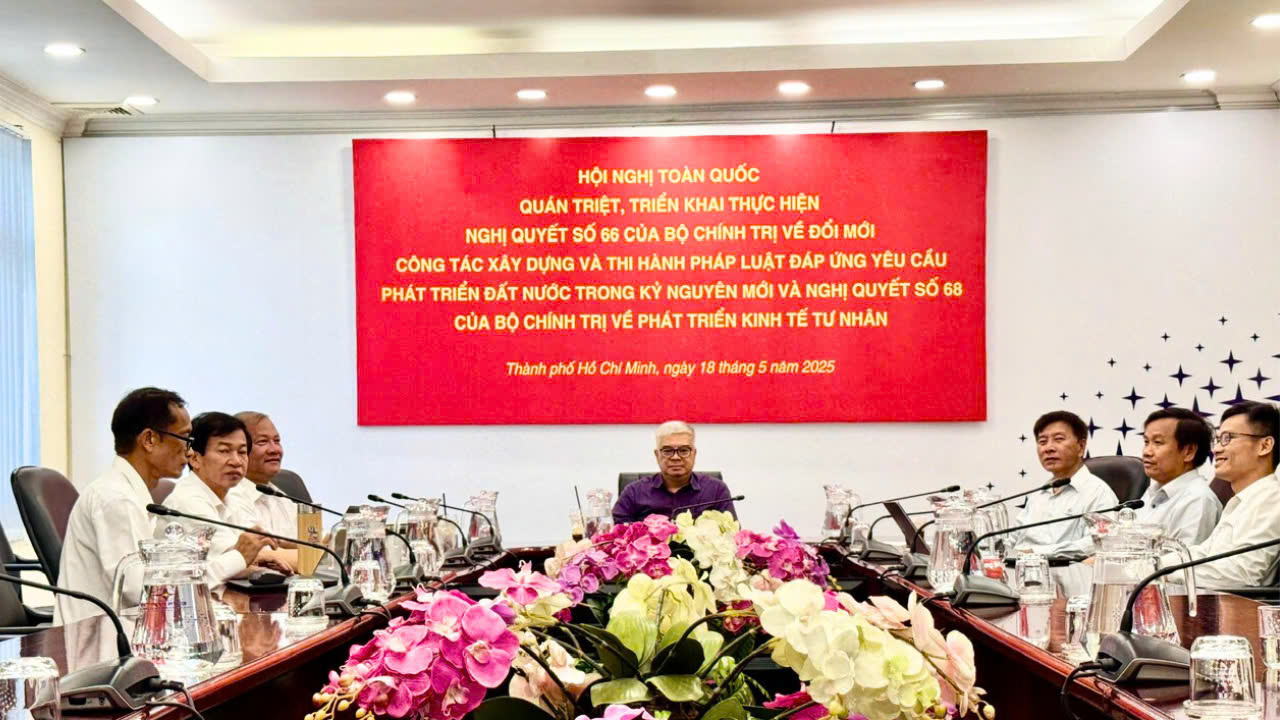 HỘI NGHỊ TOÀN QUỐC
QUÁN TRIỆT, TRIỂN KHAI THỰC HIỆN
NGHỊ QUYẾT SỐ 66 CỦA BỘ CHÍNH TRỊ VỀ ĐỔI MỚI
CÔNG TÁC XÂY DỰNG VÀ THI HÀNH PHÁP LUẬT ĐÁP ỨNG YÊU CẦU
PHÁT TRIỂN ĐẤT NƯỚC TRONG KỶ NGUYÊN MỚI VÀ NGHỊ QUYẾT SỐ 68
CỦA BỘ CHÍNH TRỊ VỀ PHÁT TRIỂN KINH TẾ TƯ NHÂN
Thành phố Hồ Chí Minh, ngày 18 tháng 5 năm 2025